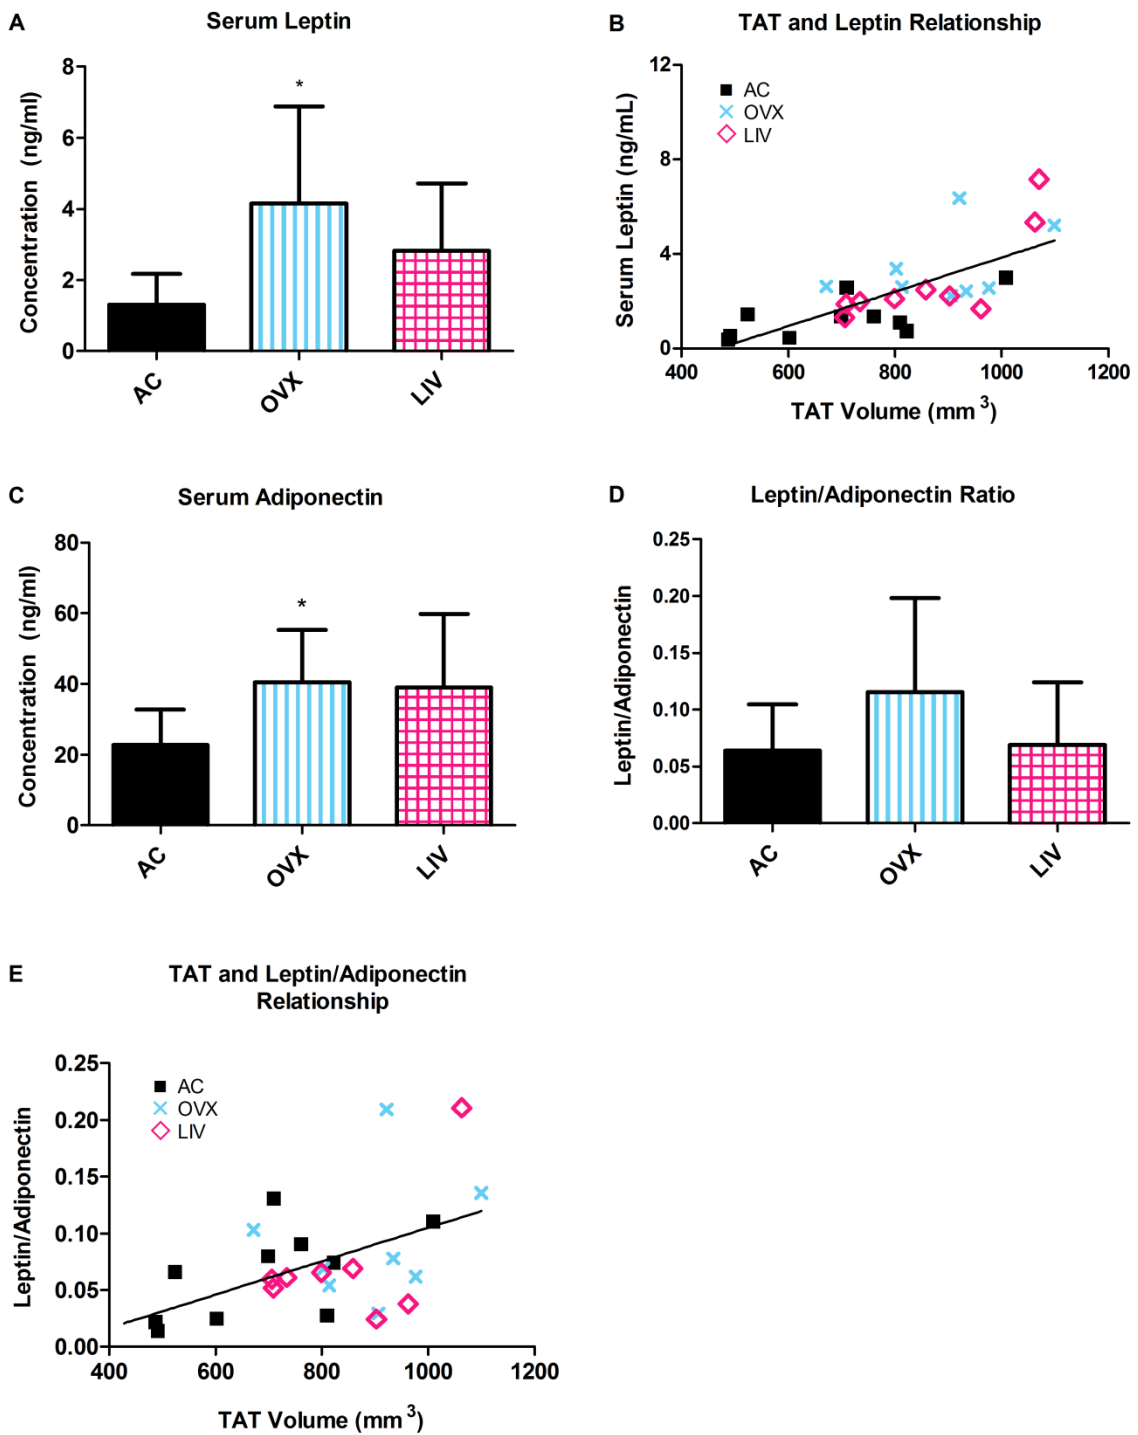 A
Serum Leptin
Concentration (ng/ml)
8
6
4
2
0
*
AC
OVX
LIV
B
TAT and Leptin Relationship
Serum Leptin (ng/mL)
12
8
4
0
AC
OVX
LIV
400
600
800
1000
1200
TAT Volume (mm³)
C
Serum Adiponectin
Concentration (ng/ml)
80
60
40
20
0
*
AC
OVX
LIV
D
Leptin/Adiponectin Ratio
Leptin/Adiponectin
0.25
0.20
0.15
0.10
0.05
0.00
AC
OVX
LIV
E
TAT and Leptin/Adiponectin
Relationship
Leptin/Adiponectin
0.25
0.20
0.15
0.10
0.05
0.00
AC
OVX
LIV
400
600
800
1000
1200
TAT Volume (mm³)